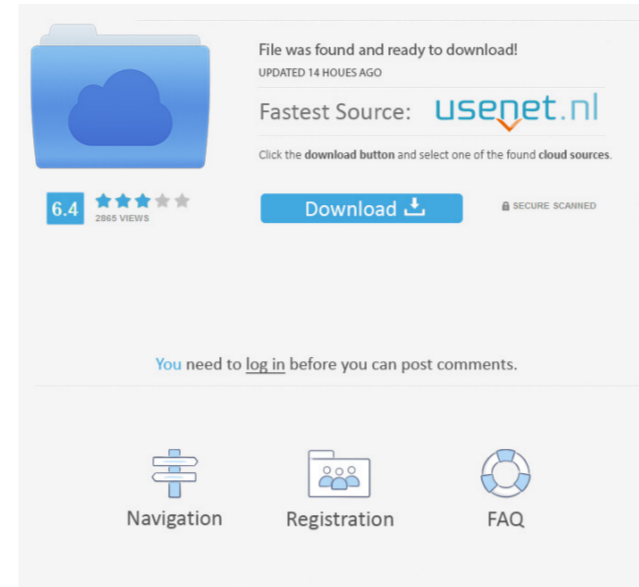 File was found and ready to download!
UPDATED 14 HOUES AGO
Fastest Source: usenet.nl
Click the download button and select one of the found cloud sources.
6.4
2865 VIEWS
Download
SECURE SCANNED
You need to log in before you can post comments.
Navigation
Registration
FAQ